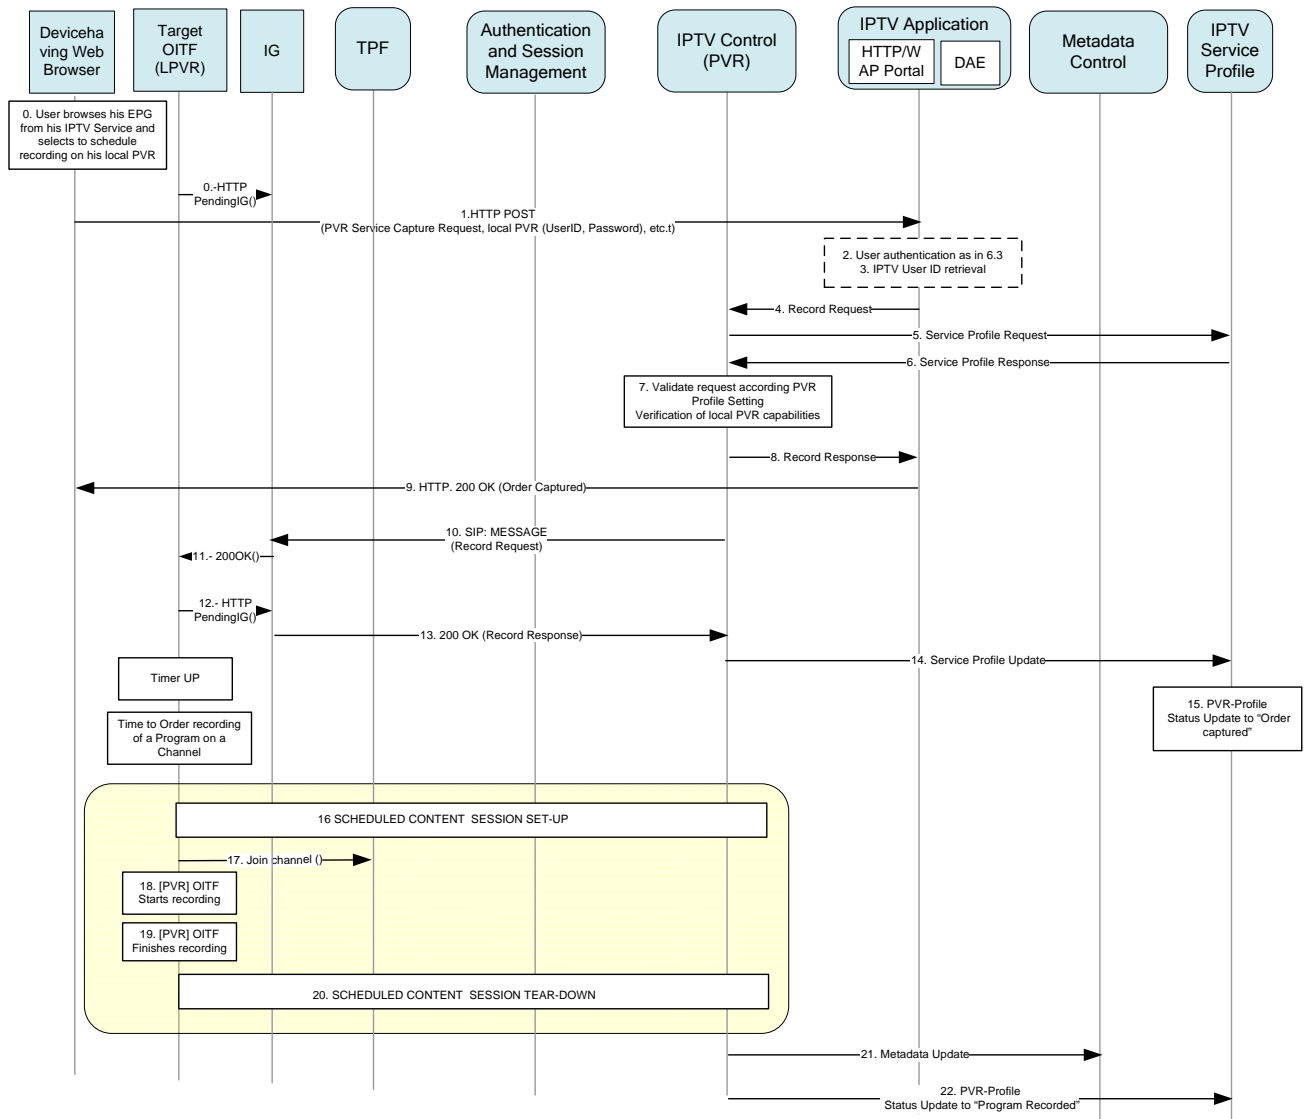 Deviceha
ving Web
Browser
Target
OITF
(LPVR)
IG
TPF
Authentication
and Session
Management
IPTV Control
(PVR)
IPTV Application
HTTP/W
AP Portal
DAE
Metadata
Control
IPTV
Service
Profile
0. User browses his EPG
from his IPTV Service and
selects to schedule
recording on his local PVR
0.-HTTP
PendingIG()
1.HTTP POST
(PVR Service Capture Request, local PVR (UserID, Password), etc.t)
2. User authentication as in 6.3
3. IPTV User ID retrieval
4. Record Request
5. Service Profile Request
6. Service Profile Response
7. Validate request according PVR
Profile Setting
Verification of local PVR capabilities
8. Record Response
9. HTTP. 200 OK (Order Captured)
10. SIP: MESSAGE
(Record Request)
11.- 200OK()
12.- HTTP
PendingIG()
13. 200 OK (Record Response)
14. Service Profile Update
Timer UP
15. PVR-Profile
Status Update to “Order
captured”
Time to Order recording
of a Program on a
Channel
16 SCHEDULED CONTENT SESSION SET-UP
17. Join channel ()
18. [PVR] OITF
Starts recording
19. [PVR] OITF
Finishes recording
20. SCHEDULED CONTENT SESSION TEAR-DOWN
21. Metadata Update
22. PVR-Profile
Status Update to “Program Recorded”